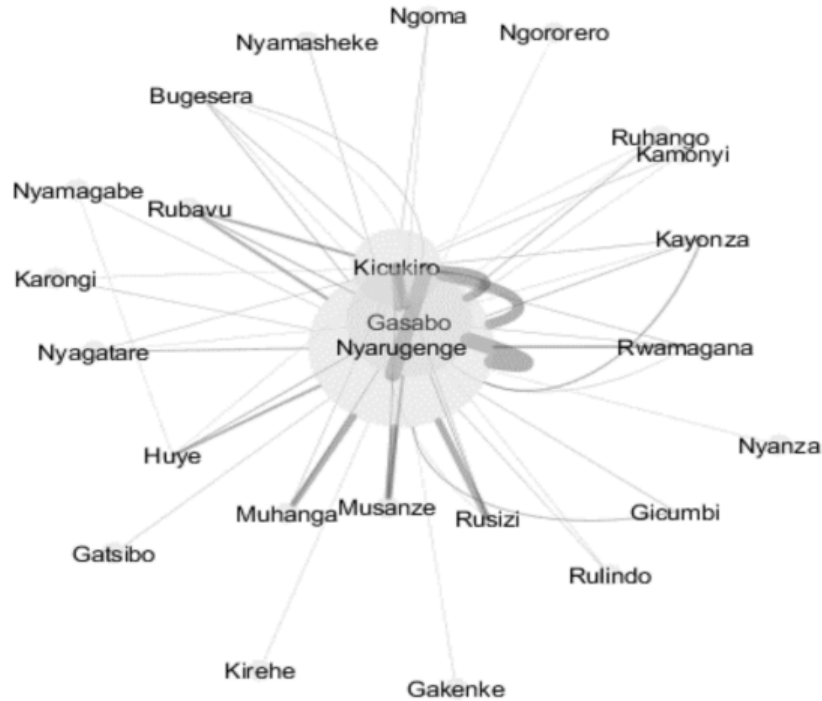 Ngoma
Ngororero
Nyamasheke
Bugesera
Ruhango
Kamonyi
Nyamagabe
Rubavu
Kayonza
Kicukiro
Karongi
Gasabo
Nyarugenge
Rwamagana
Nyagatare
Nyanza
Huye
Muhanga
Musanze
Rusizi
Gicumbi
Gatsibo
Rulindo
Kirehe
Gakenke